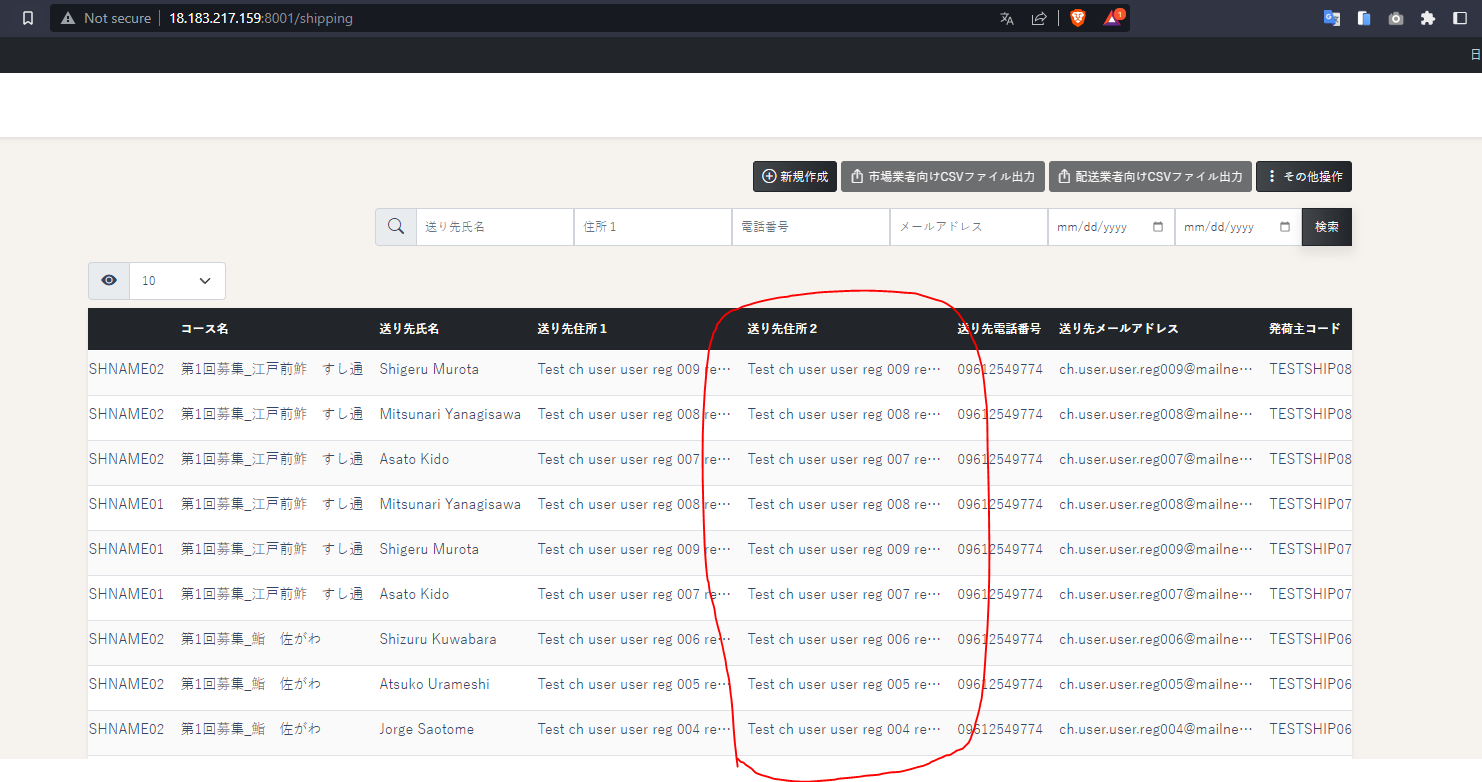 Not secure 18.183.217.159:8001/shipping 1
日
新規作成 市場業者向けCSVファイル出力 配送業者向けCSVファイル出力 その他操作
送り先氏名 住所1 電話番号 メールアドレス mm/dd/yyyy mm/dd/yyyy 検索
10
コース名 送り先氏名 送り先住所1 送り先住所2 送り先電話番号 送り先メールアドレス 発荷主コード
SHNAME02 第1回募集_江戸前鮓 すし通 Shigeru Murota Test ch user user reg 009 re… Test ch user user reg 009 re… 09612549774 ch.user.user.reg009@mailne… TESTSHIP08
SHNAME02 第1回募集_江戸前鮓 すし通 Mitsunari Yanagisawa Test ch user user reg 008 re… Test ch user user reg 008 re… 09612549774 ch.user.user.reg008@mailne… TESTSHIP08
SHNAME02 第1回募集_江戸前鮓 すし通 Asato Kido Test ch user user reg 007 re… Test ch user user reg 007 re… 09612549774 ch.user.user.reg007@mailne… TESTSHIP08
SHNAME01 第1回募集_江戸前鮓 すし通 Mitsunari Yanagisawa Test ch user user reg 008 re… Test ch user user reg 008 re… 09612549774 ch.user.user.reg008@mailne… TESTSHIP07
SHNAME01 第1回募集_江戸前鮓 すし通 Shigeru Murota Test ch user user reg 009 re… Test ch user user reg 009 re… 09612549774 ch.user.user.reg009@mailne… TESTSHIP07
SHNAME01 第1回募集_江戸前鮓 すし通 Asato Kido Test ch user user reg 007 re… Test ch user user reg 007 re… 09612549774 ch.user.user.reg007@mailne… TESTSHIP07
SHNAME02 第1回募集_鮨 佐がわ Shizuru Kuwabara Test ch user user reg 006 re… Test ch user user reg 006 re… 09612549774 ch.user.user.reg006@mailne… TESTSHIP06
SHNAME02 第1回募集_鮨 佐がわ Atsuko Urameshi Test ch user user reg 005 re… Test ch user user reg 005 re… 09612549774 ch.user.user.reg005@mailne… TESTSHIP06
SHNAME02 第1回募集_鮨 佐がわ Jorge Saotome Test ch user user reg 004 re… Test ch user user reg 004 re… 09612549774 ch.user.user.reg004@mailne… TESTSHIP06